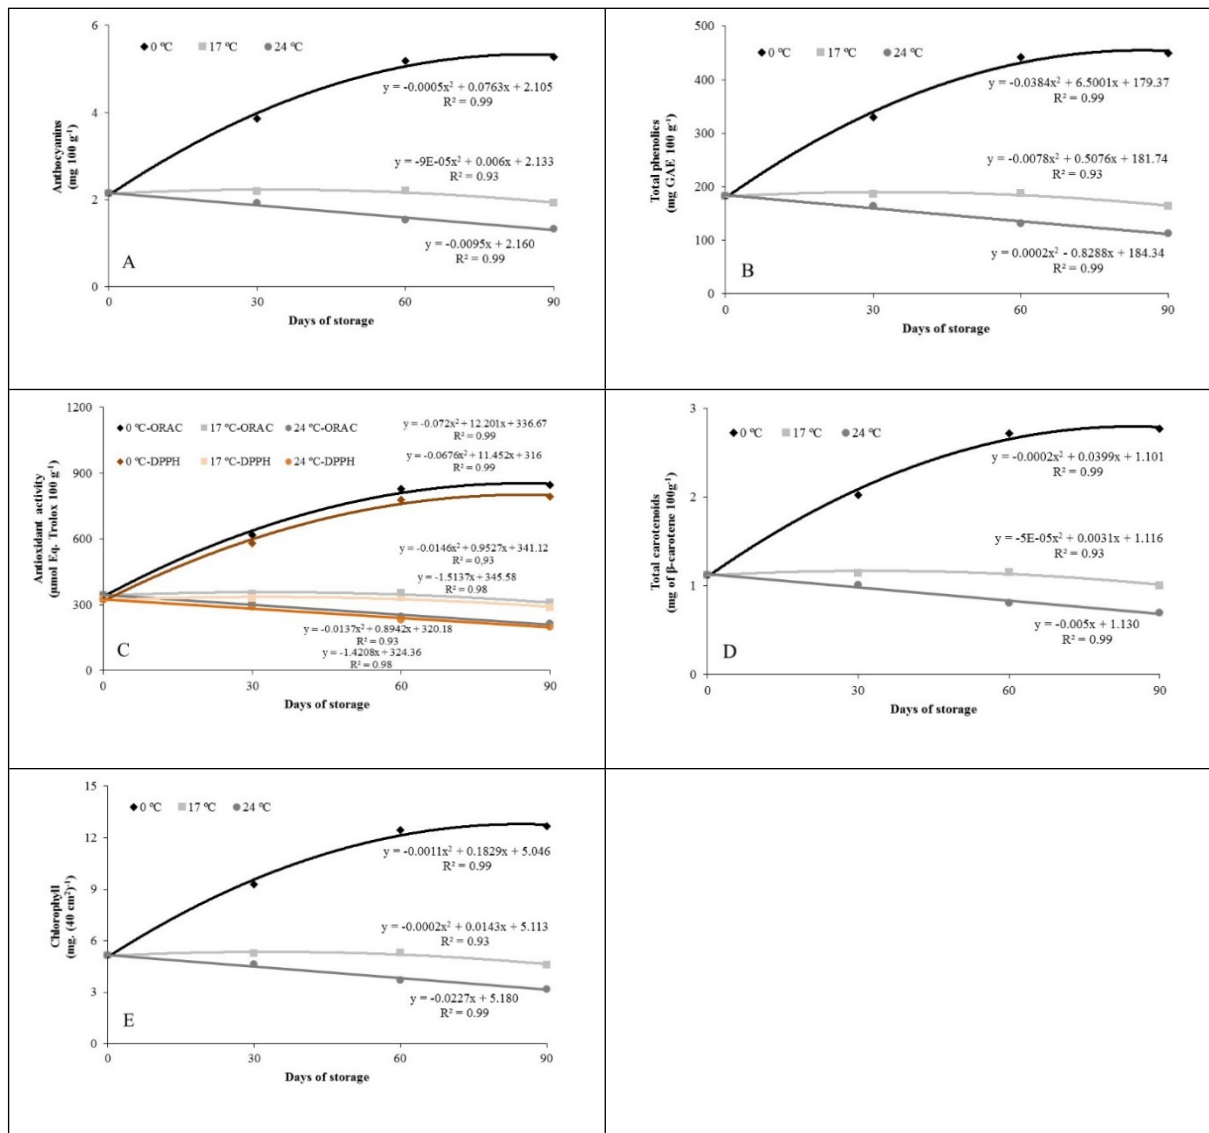 6
4
2
0
0 ºC 17 ºC 24 ºC
Anthocyanins
(mg 100 g⁻¹)
y = -0.0005x² + 0.0763x + 2.105
R² = 0.99
y = -9E-05x² + 0.006x + 2.133
R² = 0.93
y = -0.0095x + 2.160
R² = 0.99
A
0 30 60 90
Days of storage
500
400
300
200
100
0
0 ºC 17 ºC 24 ºC
Total phenolics
(mg GAE 100 g⁻¹)
y = -0.0384x² + 6.5001x + 179.37
R² = 0.99
y = -0.0078x² + 0.5076x + 181.74
R² = 0.93
y = 0.0002x² - 0.8288x + 184.34
R² = 0.99
B
0 30 60 90
Days of storage
1200
900
600
300
0
0 ºC-ORAC 17 ºC-ORAC 24 ºC-ORAC
0 ºC-DPPH 17 ºC-DPPH 24 ºC-DPPH
Antioxidant activity
(µmol Eq. Trolox 100 g⁻¹)
y = -0.072x² + 12.201x + 336.67
R² = 0.99
y = -0.0676x² + 11.452x + 316
R² = 0.99
y = -0.0146x² + 0.9527x + 341.12
R² = 0,93
y = -1.5137x + 345.58
R² = 0.98
y = -0.0137x² + 0.8942x + 320.18
R² = 0.93
y = -1.4208x + 324.36
R² = 0.98
C
0 30 60 90
Days of storage
3
2
1
0
0 ºC 17 ºC 24 ºC
Total carotenoids
(mg of β-carotene 100g⁻¹)
y = -0.0002x² + 0.0399x + 1.101
R² = 0.99
y = -5E-05x² + 0.0031x + 1.116
R² = 0.93
y = -0.005x + 1.130
R² = 0.99
D
0 30 60 90
Days of storage
15
12
9
6
3
0
0 ºC 17 ºC 24 ºC
Chlorophyll
(mg. (40 cm²)⁻¹)
y = -0.0011x² + 0.1829x + 5.046
R² = 0.99
y = -0.0002x² + 0.0143x + 5.113
R² = 0.93
y = -0.0227x + 5.180
R² = 0.99
E
0 30 60 90
Days of storage